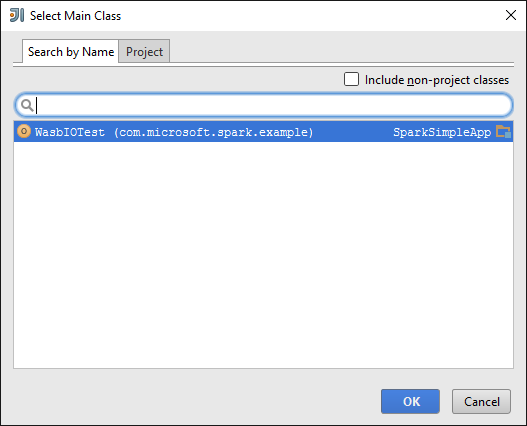 Select Main Class
Search by Name Project
Include non-project classes
WasbIOTest (com.microsoft.spark.example) SparkSimpleApp
OK Cancel